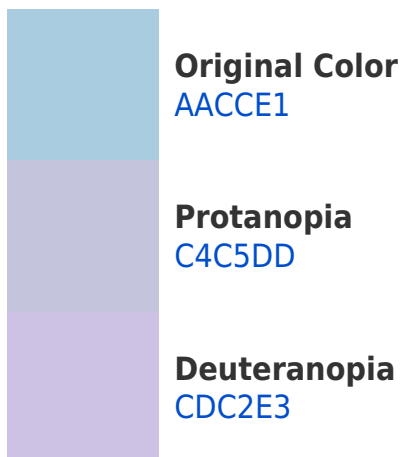 Original Color
AACCE1
Protanopia
C4C5DD
Deuteranopia
CDC2E3